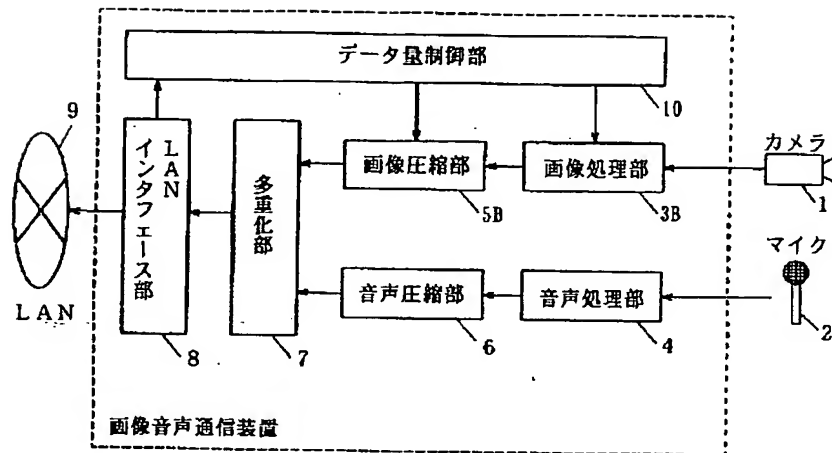 データ量制御部
10
9
LAN
インタフェース部
8
多重化部
7
画像圧縮部
5B
画像処理部
3B
カメラ
1
マイク
2
音声圧縮部
6
音声処理部
4
LAN
画像音声通信装置